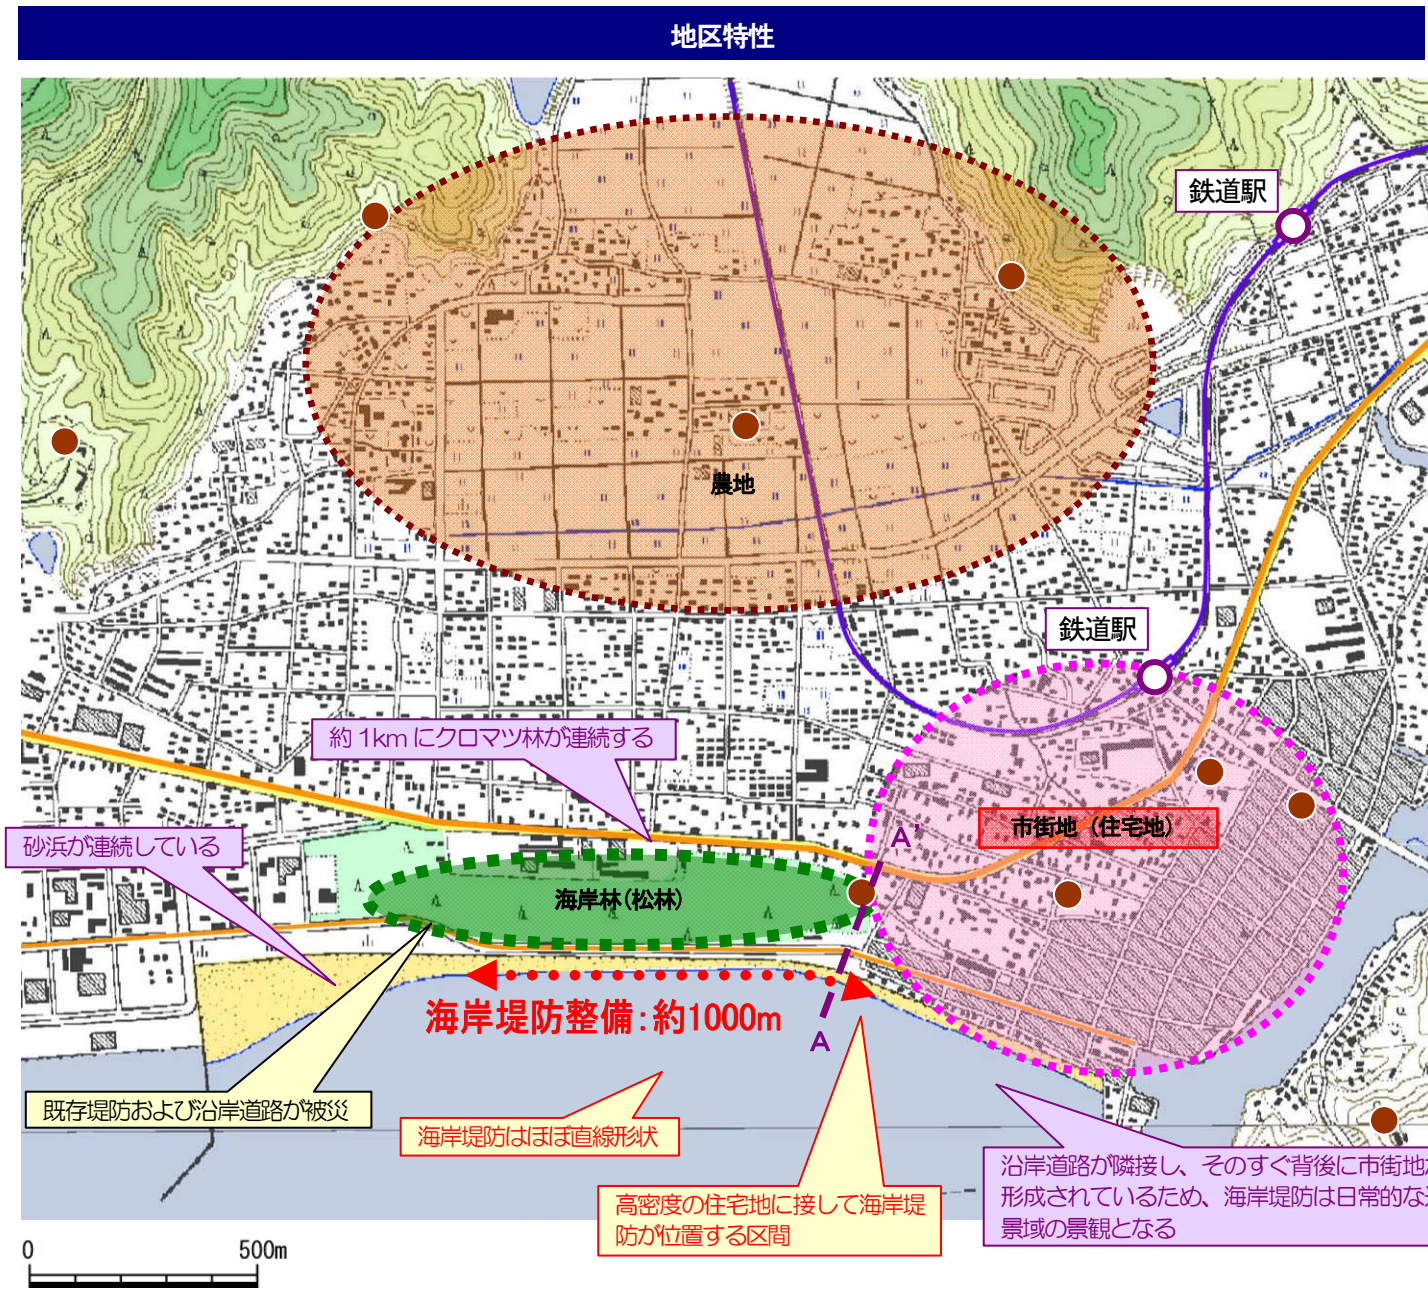 地区特性
鉄道駅
農地
鉄道駅
約1kmにクロマツ林が連続する
市街地（住宅地）
A'
砂浜が連続している
海岸林(松林)
海岸堤防整備：約1000m
A
既存堤防および沿岸道路が被災
海岸堤防はほぼ直線形状
沿岸道路が隣接し、そのすぐ背後に市街地
形成されているため、海岸堤防は日常的な
景域の景観となる
高密度の住宅地に接して海岸堤
防が位置する区間
0 500m